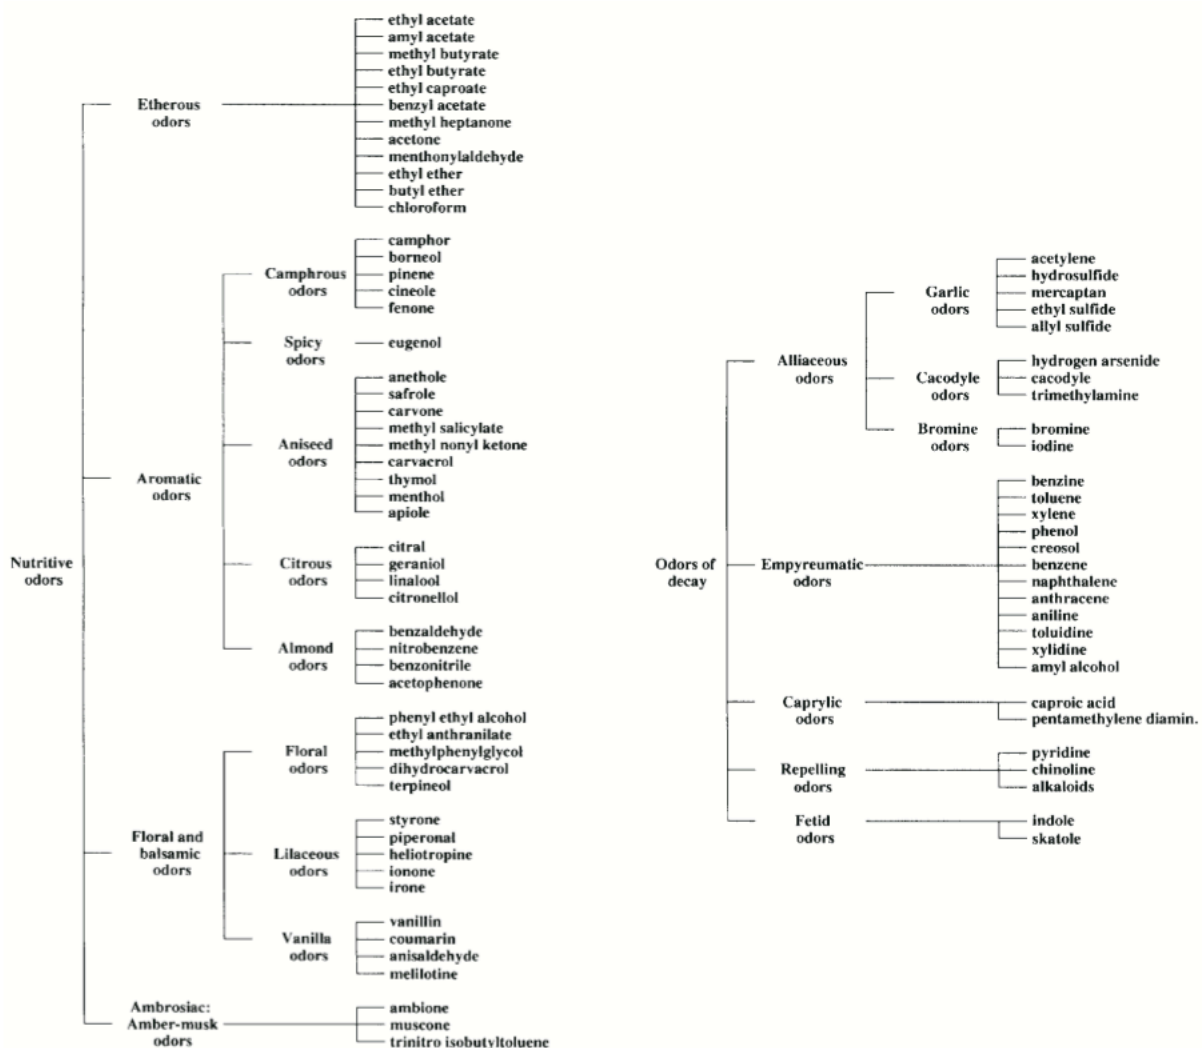 Nutritive
odors
Etherous
odors
ethyl acetate
amyl acetate
methyl butyrate
ethyl butyrate
ethyl caproate
benzyl acetate
methyl heptanone
acetone
menthonylaldehyde
ethyl ether
butyl ether
chloroform
Aromatic
odors
Camphrous
odors
camphor
borneol
pinene
cineole
fenone
Spicy
odors
eugenol
Aniseed
odors
anethole
safrole
carvone
methyl salicylate
methyl nonyl ketone
carvacrol
thymol
menthol
apiole
Citrous
odors
citral
geraniol
linalool
citronellol
Almond
odors
benzaldehyde
nitrobenzene
benzonitrile
acetophenone
Floral and
balsamic
odors
Floral
odors
phenyl ethyl alcohol
ethyl anthranilate
methylphenylglycol
dihydrocarvacrol
terpineol
Lilaceous
odors
styrone
piperonal
heliotropine
ionone
irone
Vanilla
odors
vanillin
coumarin
anisaldehyde
melilotine
Ambrosiac:
Amber-musk
odors
ambione
muscone
trinitro isobutyltoluene
Odors of
decay
Alliaceous
odors
Garlic
odors
acetylene
hydrosulfide
mercaptan
ethyl sulfide
allyl sulfide
Cacodyle
odors
hydrogen arsenide
cacodyle
trimethylamine
Bromine
odors
bromine
iodine
Empyreumatic
odors
benzine
toluene
xylene
phenol
creosol
benzene
naphthalene
anthracene
aniline
toluidine
xylidine
amyl alcohol
Caprylic
odors
caproic acid
pentamethylene diamin.
Repelling
odors
pyridine
chinoline
alkaloids
Fetid
odors
indole
skatole